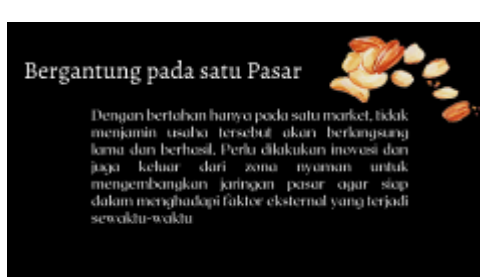 Bergantung pada satu Pasar
Dengan bertahan hanya pada satu market, tidak
menjamin usaha tersebut akan berlangsung
lama dan berhasil. Perlu dilakukan inovasi dan
juga keluar dari zona nyaman untuk
mengembangkan jaringan pasar agar siap
dalam menghadapi faktor eksternal yang terjadi
sewaktu-waktu